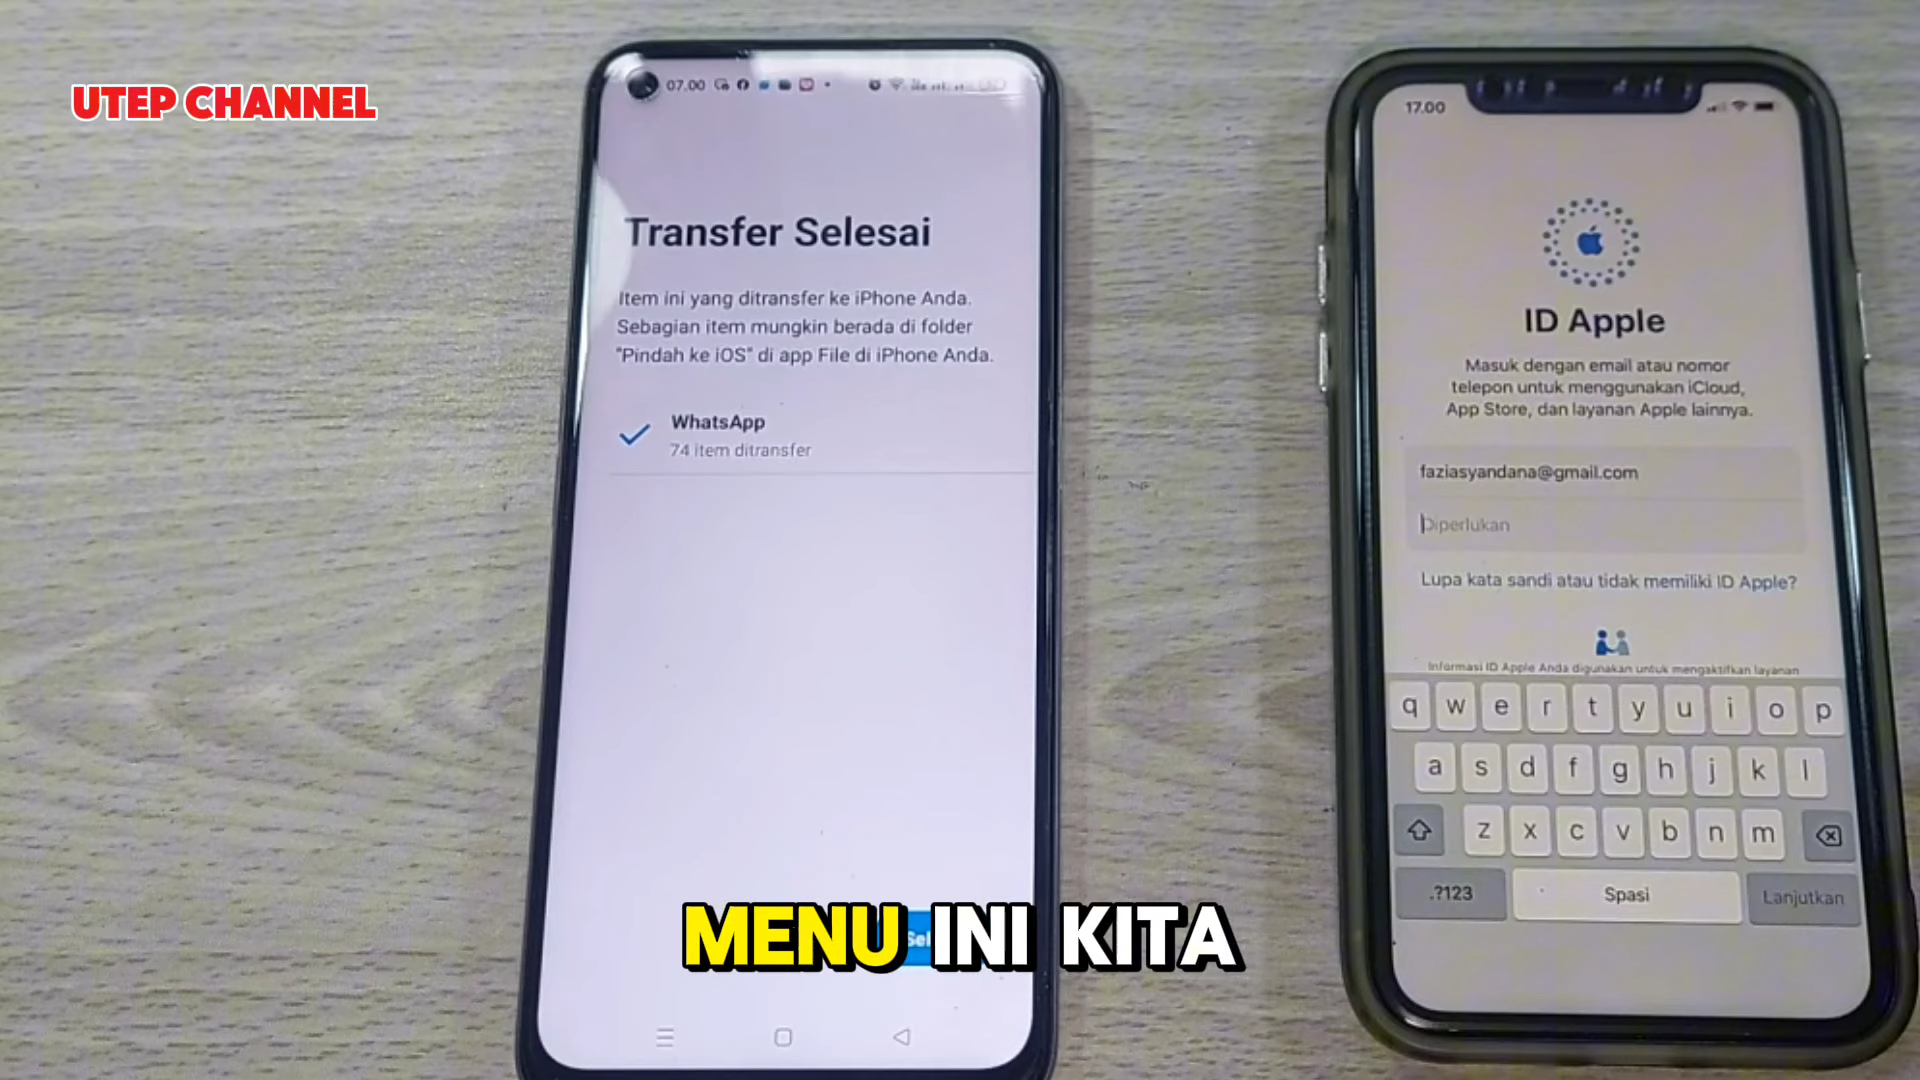 UTEP CHANNEL
07.00
Transfer Selesai
Item ini yang ditransfer ke iPhone Anda.
Sebagian item mungkin berada di folder
"Pindah ke iOS" di app File di iPhone Anda.
WhatsApp
74 item ditransfer
Sel
MENU INI KITA
17.00
ID Apple
Masuk dengan email atau nomor
telepon untuk menggunakan iCloud,
App Store, dan layanan Apple lainnya.
faziasyandana@gmail.com
Diperlukan
Lupa kata sandi atau tidak memiliki ID Apple?
Informasi ID Apple Anda digunakan untuk mengaktifkan layanan
q w e r t y u i o p
a s d f g h j k l
z x c v b n m
.?123 Spasi Lanjutkan